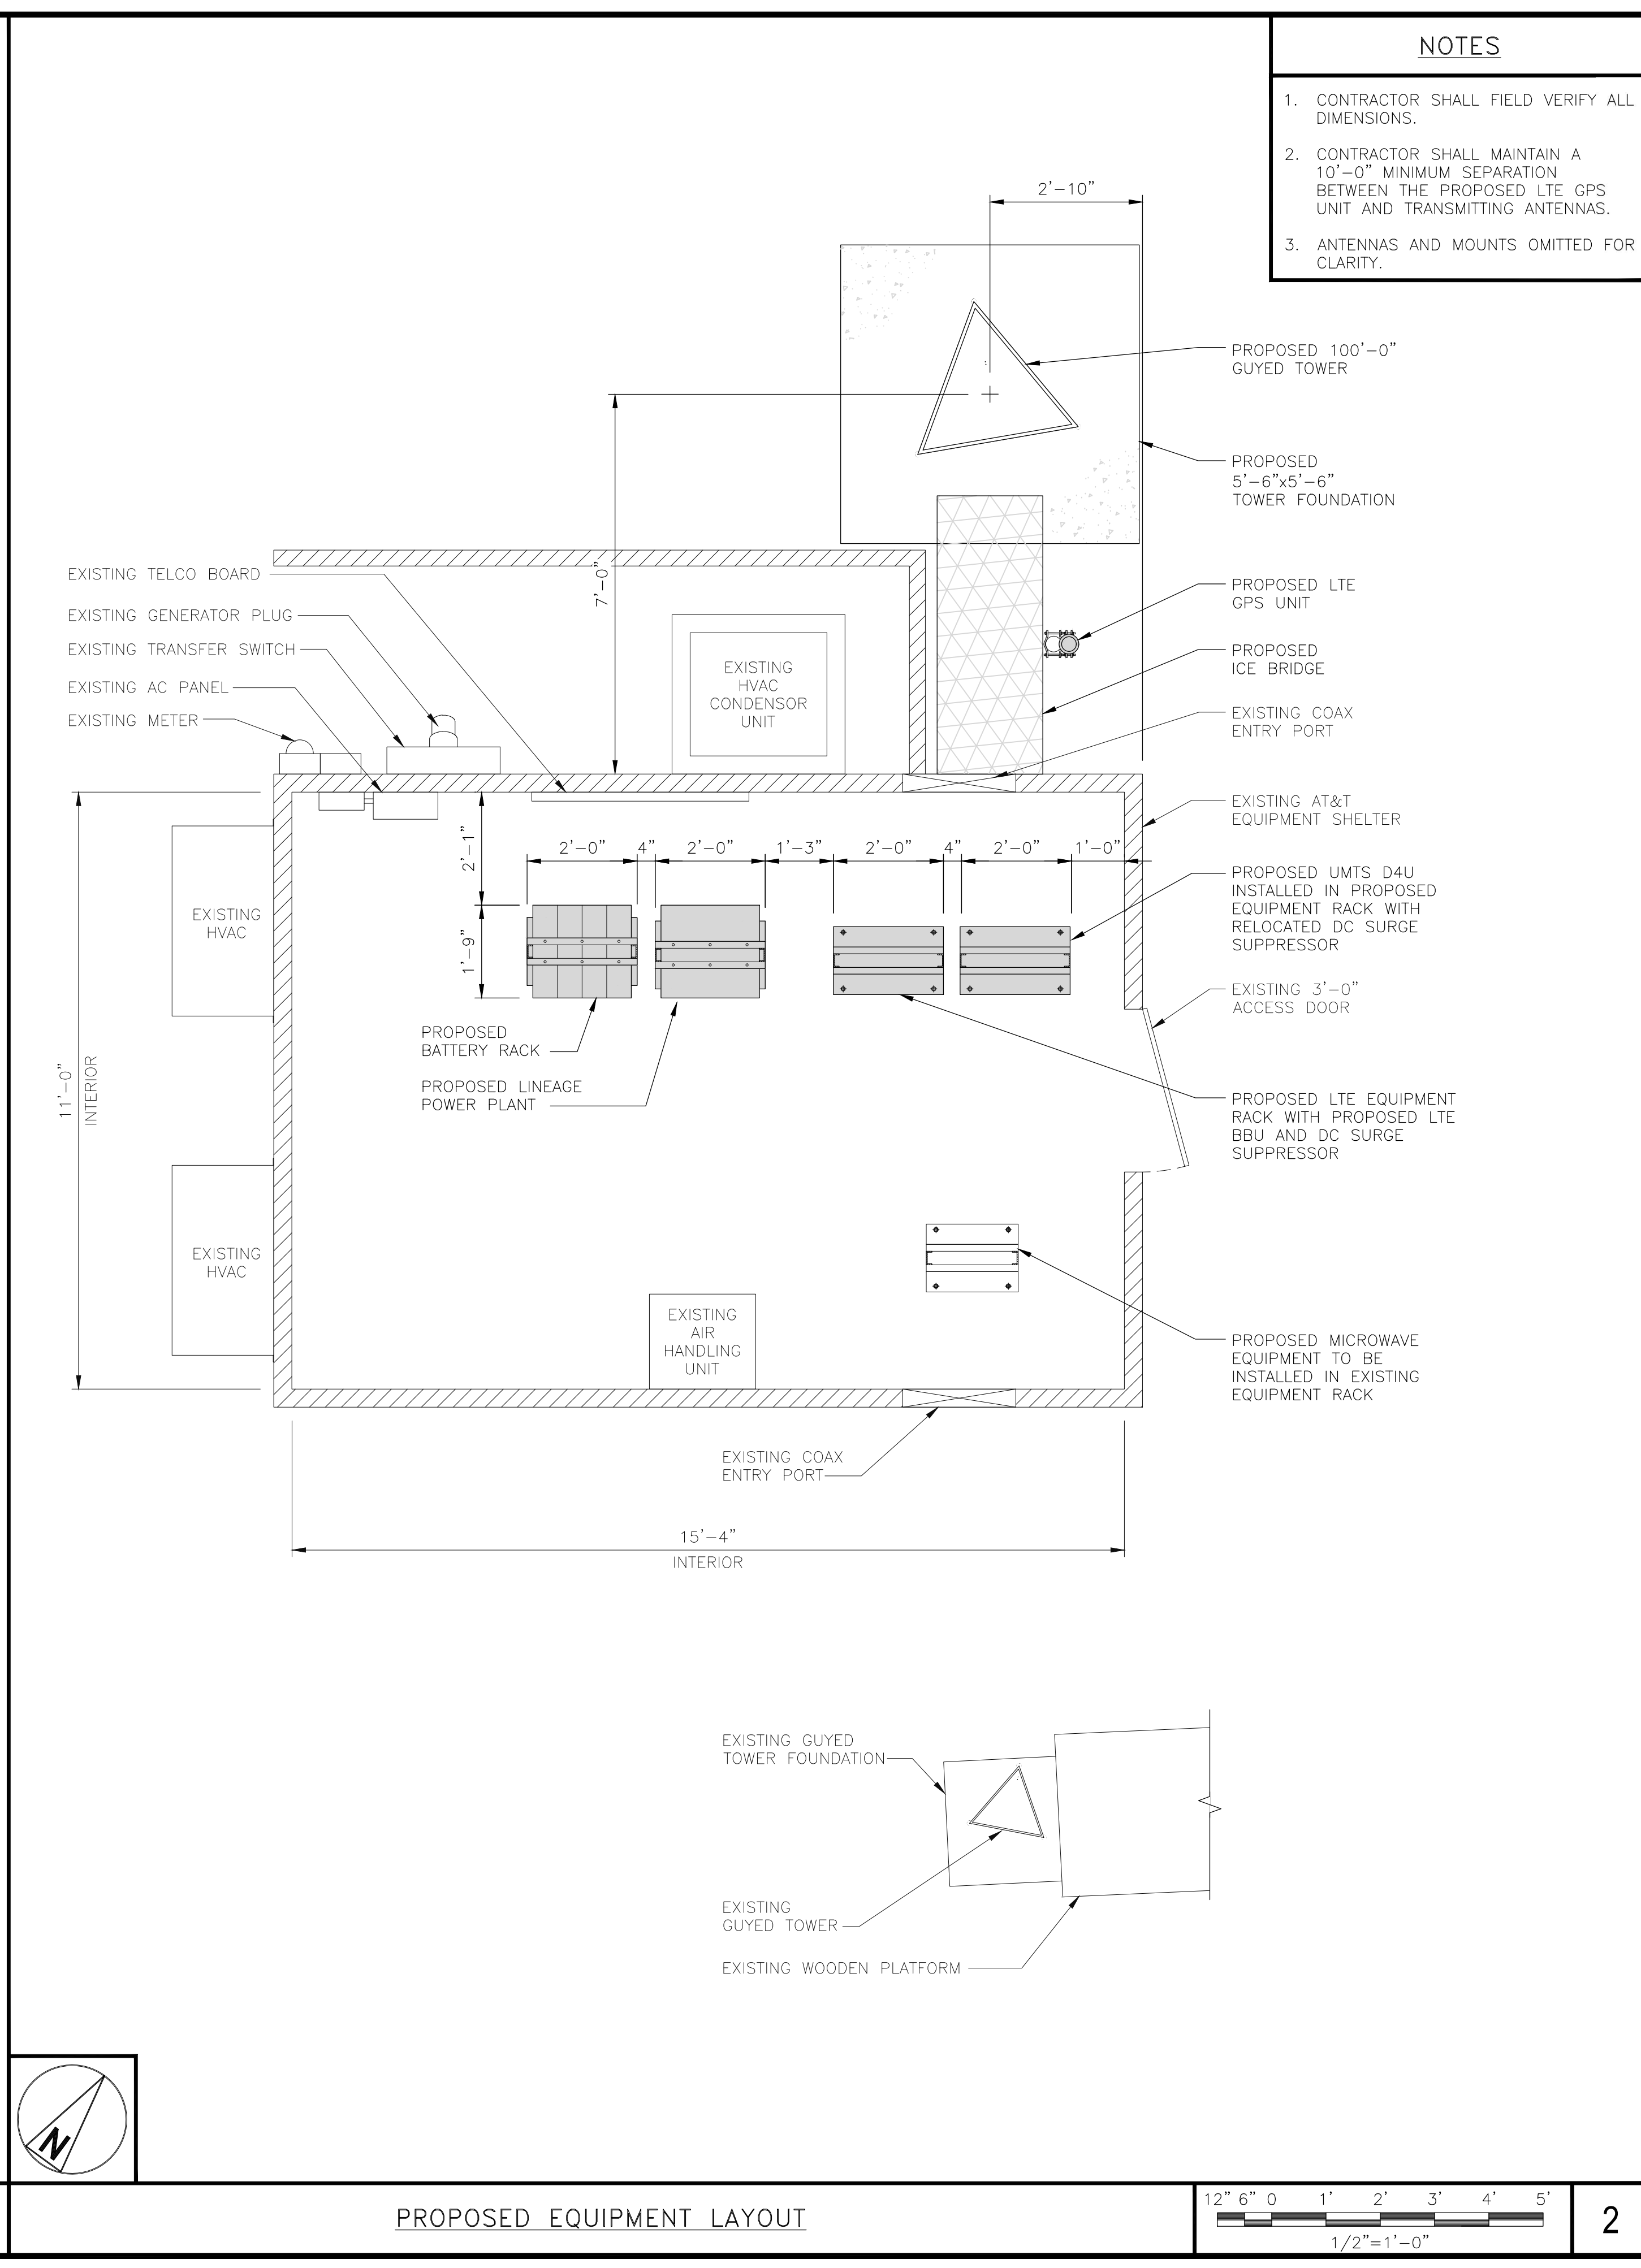 NOTES
1. CONTRACTOR SHALL FIELD VERIFY ALL
DIMENSIONS.
2. CONTRACTOR SHALL MAINTAIN A
10'-0" MINIMUM SEPARATION
BETWEEN THE PROPOSED LTE GPS
UNIT AND TRANSMITTING ANTENNAS.
3. ANTENNAS AND MOUNTS OMITTED FOR
CLARITY.
2'-10"
PROPOSED 100'-0"
GUYED TOWER
PROPOSED
5'-6"x5'-6"
TOWER FOUNDATION
7'-0"
EXISTING TELCO BOARD
EXISTING GENERATOR PLUG
EXISTING TRANSFER SWITCH
EXISTING AC PANEL
EXISTING METER
EXISTING
HVAC
CONDENSOR
UNIT
PROPOSED LTE
GPS UNIT
PROPOSED
ICE BRIDGE
EXISTING COAX
ENTRY PORT
EXISTING AT&T
EQUIPMENT SHELTER
2'-1"
2'-0"
4"
2'-0"
1'-3"
2'-0"
4"
2'-0"
1'-0"
1'-9"
PROPOSED UMTS D4U
INSTALLED IN PROPOSED
EQUIPMENT RACK WITH
RELOCATED DC SURGE
SUPPRESSOR
EXISTING
HVAC
EXISTING 3'-0"
ACCESS DOOR
PROPOSED
BATTERY RACK
PROPOSED LINEAGE
POWER PLANT
11'-0"
INTERIOR
PROPOSED LTE EQUIPMENT
RACK WITH PROPOSED LTE
BBU AND DC SURGE
SUPPRESSOR
EXISTING
HVAC
EXISTING
AIR
HANDLING
UNIT
PROPOSED MICROWAVE
EQUIPMENT TO BE
INSTALLED IN EXISTING
EQUIPMENT RACK
EXISTING COAX
ENTRY PORT
15'-4"
INTERIOR
EXISTING GUYED
TOWER FOUNDATION
EXISTING
GUYED TOWER
EXISTING WOODEN PLATFORM
N
PROPOSED EQUIPMENT LAYOUT
12" 6" 0 1' 2' 3' 4' 5'
1/2"=1'-0"
2